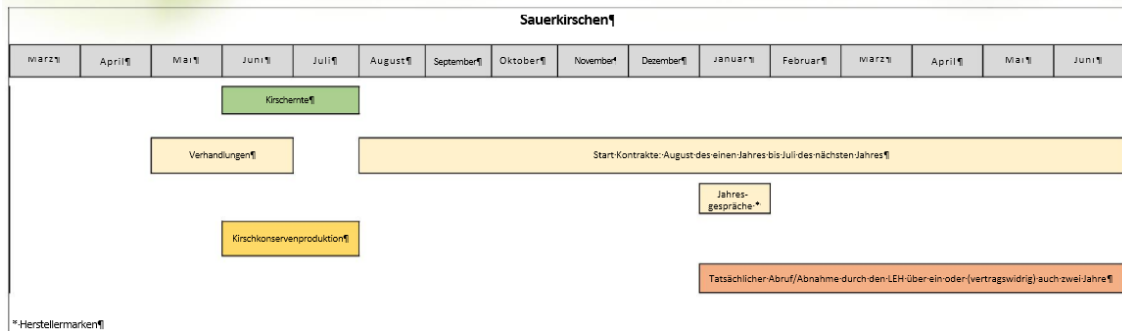 Sauerkirschen¶
März¶ April¶ Mai¶ Juni¶ Juli¶ August¶ September¶ Oktober¶ November¶ Dezember¶ Januar¶ Februar¶ März¶ April¶ Mai¶ Juni¶
Kirschernte¶
Verhandlungen¶ Start·Kontrakte:·August·des·einen·Jahres·bis·Juli·des·nächsten·Jahres¶
Jahres-
gespräche·*·
Kirschkonservenproduktion¶
Tatsächlicher·Abruf/Abnahme·durch·den·LEH·über·ein·oder·(vertragswidrig)·auch·zwei·Jahre¶
*·Herstellermarken¶